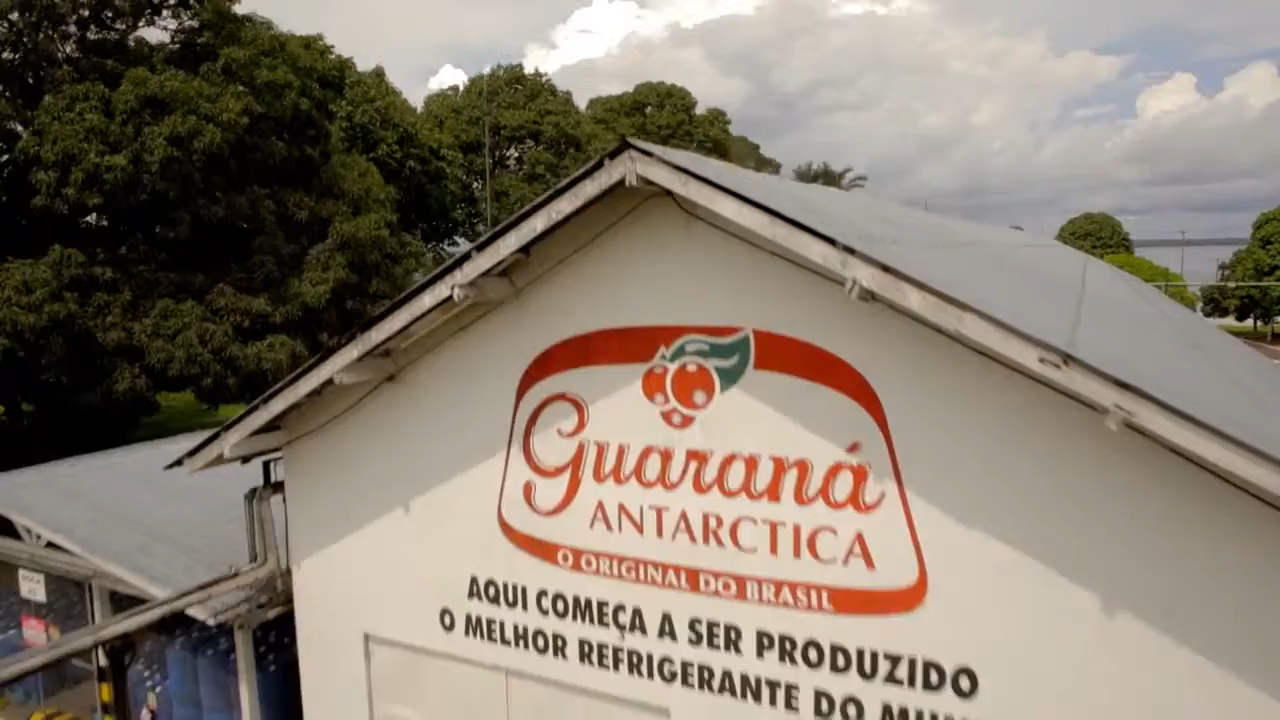 Guaraná
ANTARCTICA
O ORIGINAL DO BRASIL
AQUI COMEÇA A SER PRODUZIDO
O MELHOR REFRIGERANTE DO